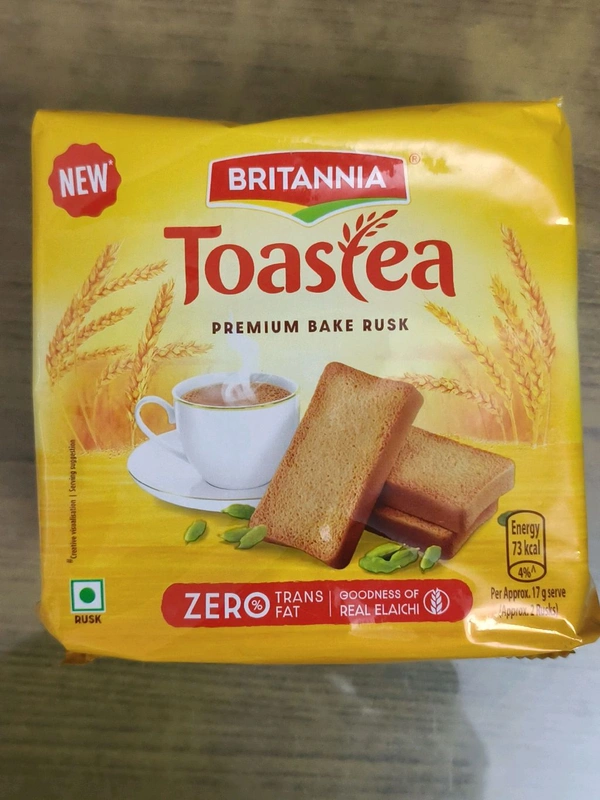 NEW*
BRITANNIA®
Toastea
PREMIUM BAKE RUSK
#Creative visualisation | Serving suggestion
RUSK
ZERO% TRANS FAT
GOODNESS OF
REAL ELAICHI
Energy
73 kcal
4%^
Per Approx. 17 g serve
(Approx. 2 Rusks)